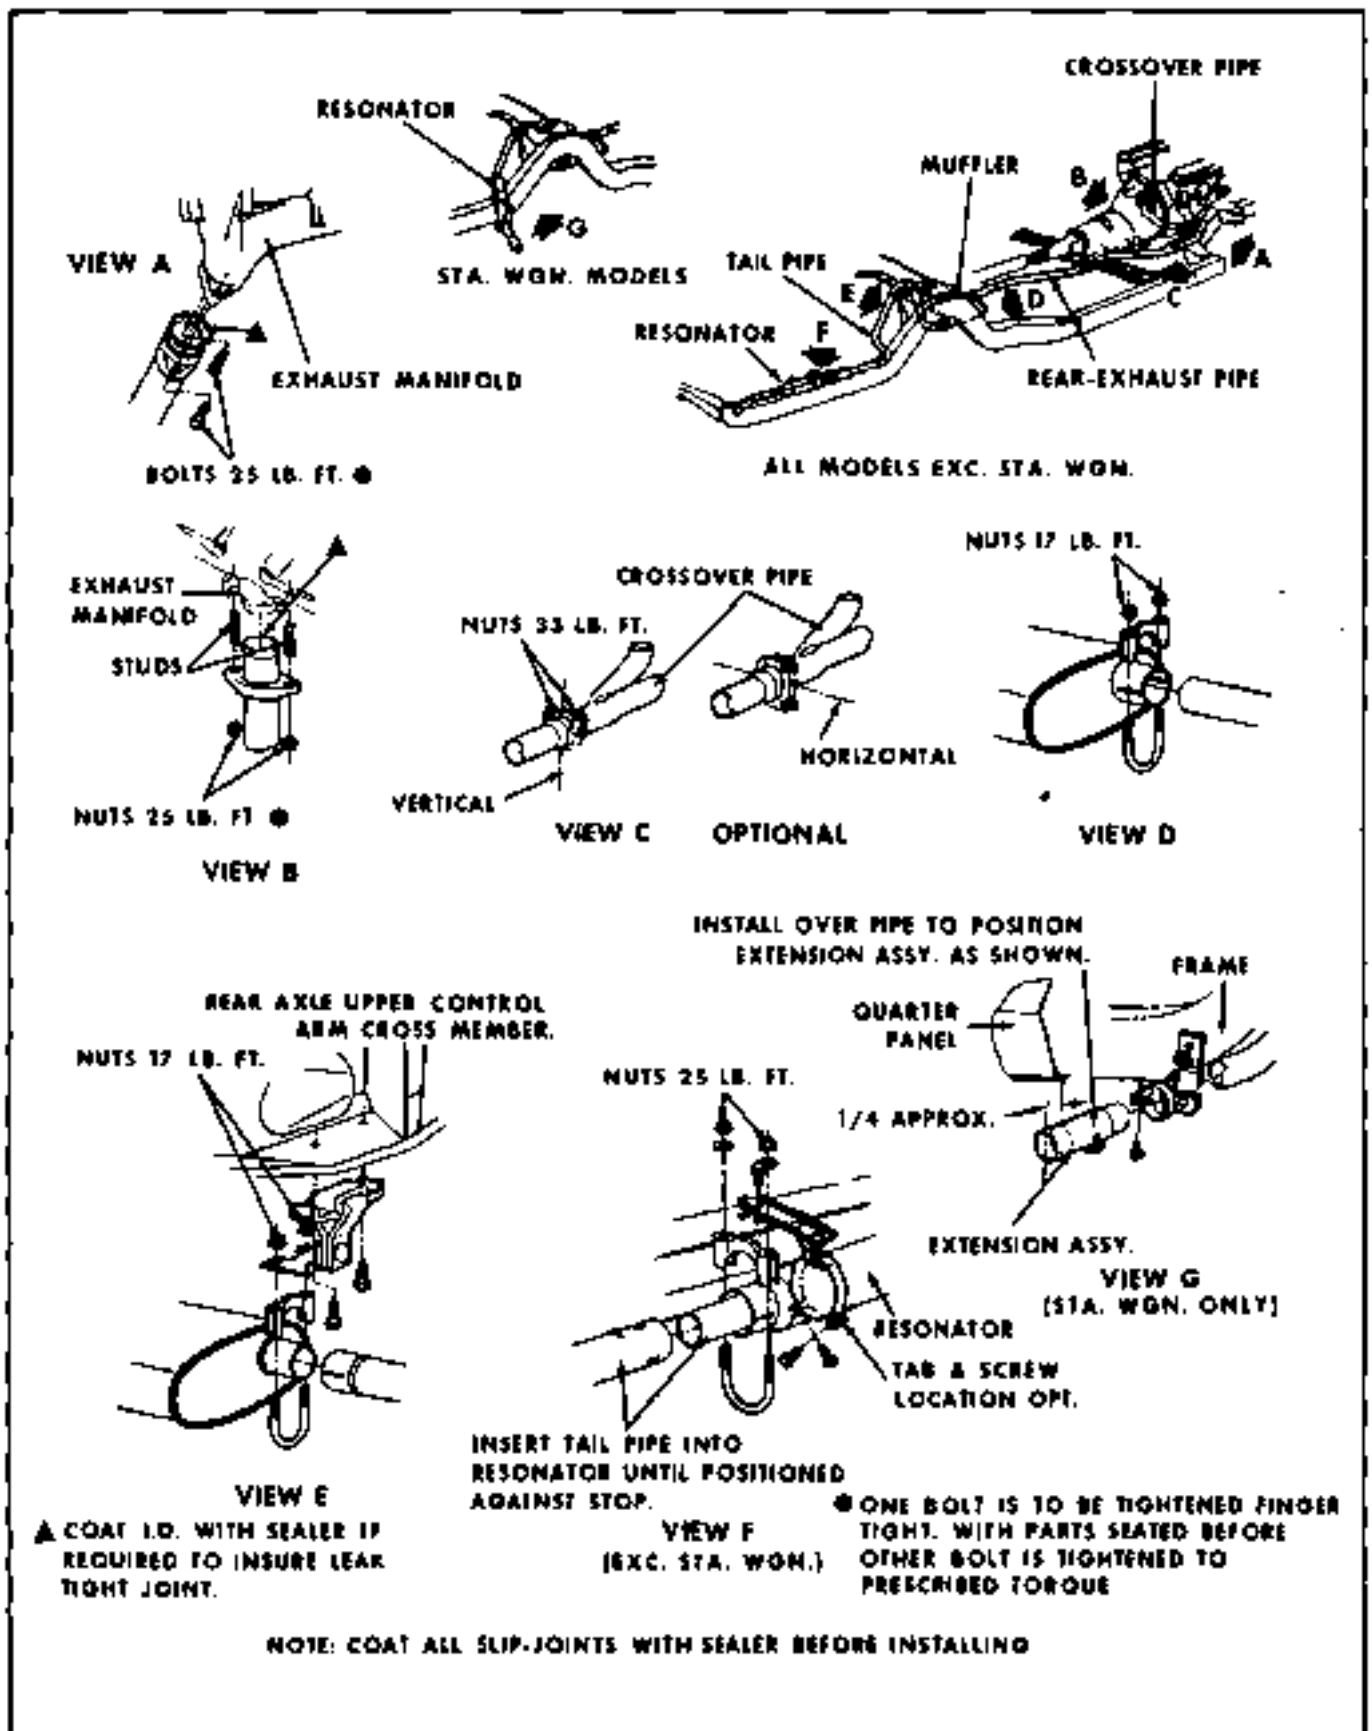 CROSSOVER PIPE
RESONATOR
MUFFLER
B
G
VIEW A
STA. WGN. MODELS
TAIL PIPE
A
E
D
C
RESONATOR
F
EXHAUST MANIFOLD
REAR-EXHAUST PIPE
BOLTS 25 LB. FT. ●
ALL MODELS EXC. STA. WGN.
NUTS 17 LB. FT.
EXHAUST
MANIFOLD
CROSSOVER PIPE
NUTS 33 LB. FT.
STUDS
HORIZONTAL
VERTICAL
NUTS 25 LB. FT ●
VIEW C
OPTIONAL
VIEW D
VIEW B
INSTALL OVER PIPE TO POSITION
EXTENSION ASSY. AS SHOWN.
FRAME
REAR AXLE UPPER CONTROL
ARM CROSS MEMBER.
QUARTER
PANEL
NUTS 17 LB. FT.
NUTS 25 LB. FT.
1/4 APPROX.
EXTENSION ASSY.
VIEW G
(STA. WGN. ONLY)
RESONATOR
TAB & SCREW
LOCATION OPT.
INSERT TAIL PIPE INTO
RESONATOR UNTIL POSITIONED
AGAINST STOP.
VIEW E
VIEW F
(EXC. STA. WGN.)
▲ COAT I.D. WITH SEALER IF
REQUIRED TO INSURE LEAK
TIGHT JOINT.
● ONE BOLT IS TO BE TIGHTENED FINGER
TIGHT. WITH PARTS SEATED BEFORE
OTHER BOLT IS TIGHTENED TO
PRESCRIBED TORQUE
NOTE: COAT ALL SLIP-JOINTS WITH SEALER BEFORE INSTALLING